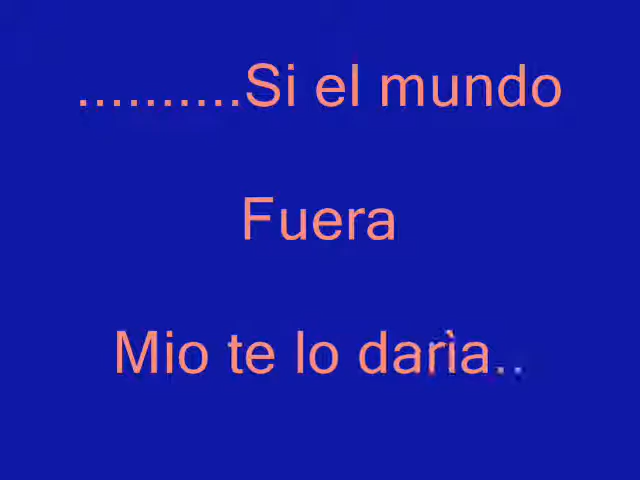 ..........Si el mundo
Fuera
Mio te lo darìa..